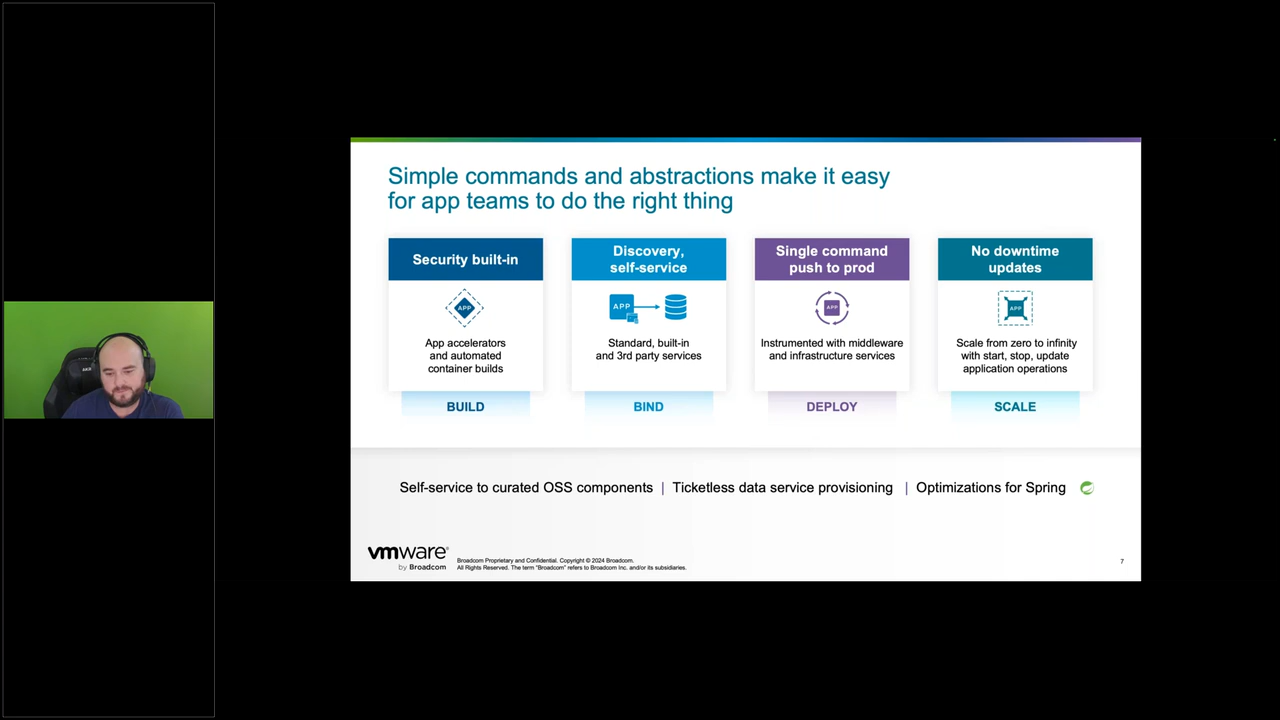 Simple commands and abstractions make it easy
for app teams to do the right thing
Security built-in
APP
App accelerators
and automated
container builds
BUILD
Discovery,
self-service
APP
Standard, built-in
and 3rd party services
BIND
Single command
push to prod
APP
Instrumented with middleware
and infrastructure services
DEPLOY
No downtime
updates
APP
Scale from zero to infinity
with start, stop, update
application operations
SCALE
Self-service to curated OSS components | Ticketless data service provisioning | Optimizations for Spring
vmware®
by Broadcom
Broadcom Proprietary and Confidential. Copyright © 2024 Broadcom.
All Rights Reserved. The term “Broadcom” refers to Broadcom Inc. and/or its subsidiaries.
7